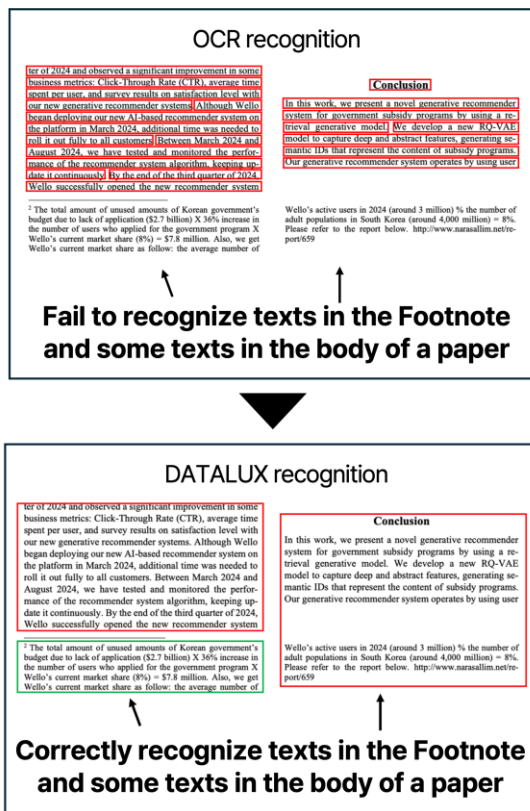 OCR recognition
ter of 2024 and observed a significant improvement in some
business metrics: Click-Through Rate (CTR), average time
spent per user, and survey results on satisfaction level with
our new generative recommender systems. Although Wello
began deploying our new AI-based recommender system on
the platform in March 2024, additional time was needed to
roll it out fully to all customers. Between March 2024 and
August 2024, we have tested and monitored the perfor-
mance of the recommender system algorithm, keeping up-
date it continuously. By the end of the third quarter of 2024,
Wello successfully opened the new recommender system
2 The total amount of unused amounts of Korean government's
budget due to lack of application ($2.7 billion) X 36% increase in
the number of users who applied for the government program X
Wello's current market share (8%) = $7.8 million. Also, we get
Wello's current market share as follow: the average number of
Conclusion
In this work, we present a novel generative recommender
system for government subsidy programs by using a re-
trieval generative model. We develop a new RQ-VAE
model to capture deep and abstract features, generating se-
mantic IDs that represent the content of subsidy programs.
Our generative recommender system operates by using user
Wello's active users in 2024 (around 3 million) % the number of
adult populations in South Korea (around 4,000 million) = 8%.
Please refer to the report below. http://www.narasallim.net/re-
port/659
Fail to recognize texts in the Footnote
and some texts in the body of a paper
DATALUX recognition
ter of 2024 and observed a significant improvement in some
business metrics: Click-Through Rate (CTR), average time
spent per user, and survey results on satisfaction level with
our new generative recommender systems. Although Wello
began deploying our new AI-based recommender system on
the platform in March 2024, additional time was needed to
roll it out fully to all customers. Between March 2024 and
August 2024, we have tested and monitored the perfor-
mance of the recommender system algorithm, keeping up-
date it continuously. By the end of the third quarter of 2024,
Wello successfully opened the new recommender system
2 The total amount of unused amounts of Korean government's
budget due to lack of application ($2.7 billion) X 36% increase in
the number of users who applied for the government program X
Wello's current market share (8%) = $7.8 million. Also, we get
Wello's current market share as follow: the average number of
Conclusion
In this work, we present a novel generative recommender
system for government subsidy programs by using a re-
trieval generative model. We develop a new RQ-VAE
model to capture deep and abstract features, generating se-
mantic IDs that represent the content of subsidy programs.
Our generative recommender system operates by using user
Wello's active users in 2024 (around 3 million) % the number of
adult populations in South Korea (around 4,000 million) = 8%.
Please refer to the report below. http://www.narasallim.net/re-
port/659
Correctly recognize texts in the Footnote
and some texts in the body of a paper